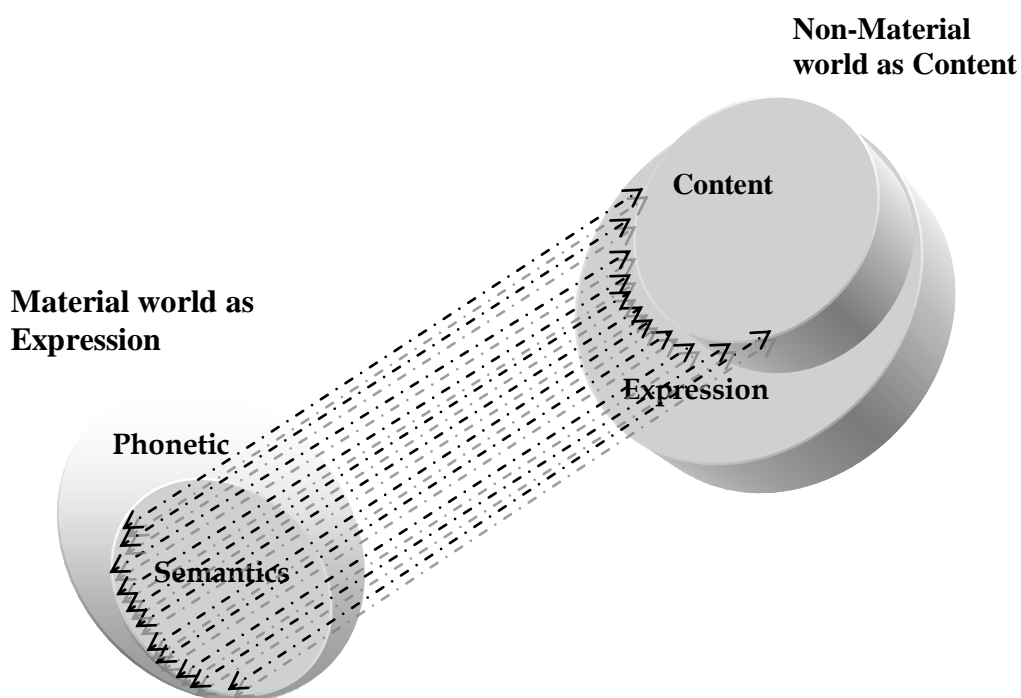 Non-Material
world as Content
Content
Material world as
Expression
Expression
Phonetic
Semantics